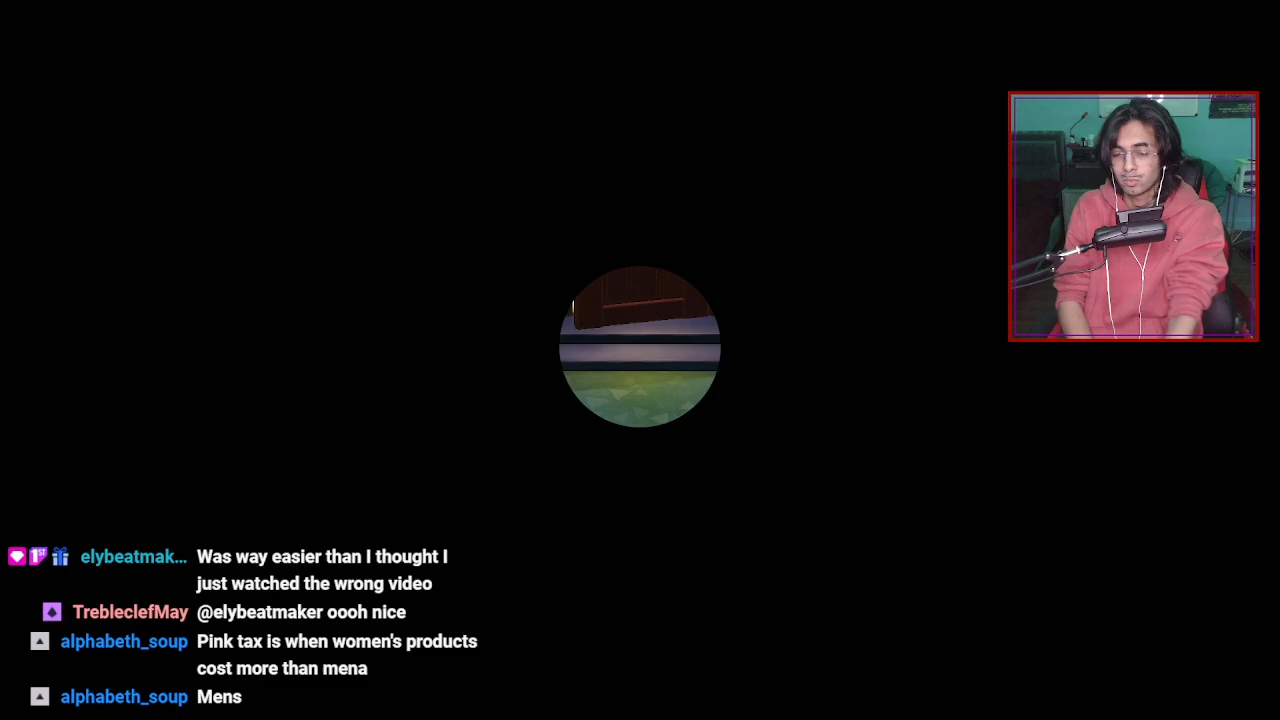 elybeatmak... Was way easier than I thought I
just watched the wrong video
TrebleclefMay @elybeatmaker oooh nice
alphabeth_soup Pink tax is when women's products
cost more than mena
alphabeth_soup Mens